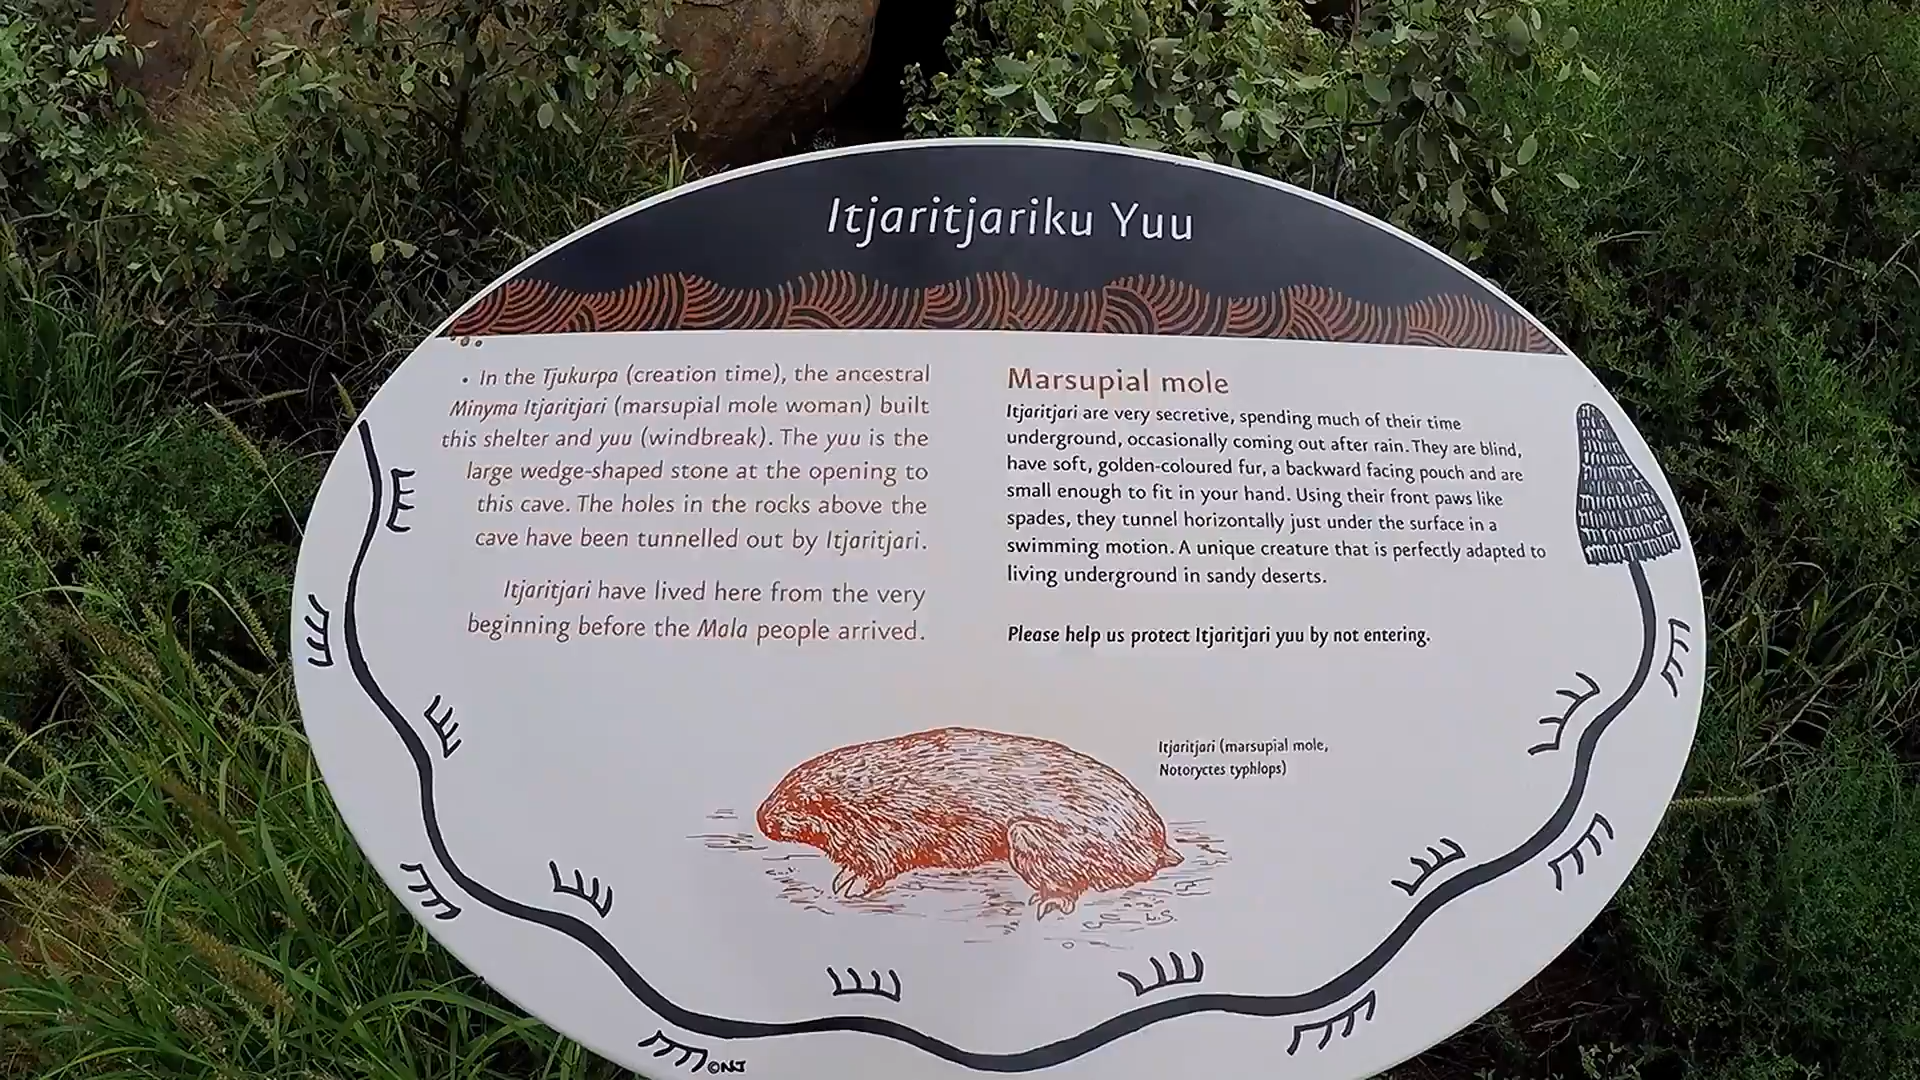 Itjaritjariku Yuu
• In the Tjukurpa (creation time), the ancestral
Minyma Itjaritjari (marsupial mole woman) built
this shelter and yuu (windbreak). The yuu is the
large wedge-shaped stone at the opening to
this cave. The holes in the rocks above the
cave have been tunnelled out by Itjaritjari.
Itjaritjari have lived here from the very
beginning before the Mala people arrived.
Marsupial mole
Itjaritjari are very secretive, spending much of their time
underground, occasionally coming out after rain. They are blind,
have soft, golden-coloured fur, a backward facing pouch and are
small enough to fit in your hand. Using their front paws like
spades, they tunnel horizontally just under the surface in a
swimming motion. A unique creature that is perfectly adapted to
living underground in sandy deserts.
Please help us protect Itjaritjari yuu by not entering.
Itjaritjari (marsupial mole,
Notoryctes typhlops)
L.S.
©NJ